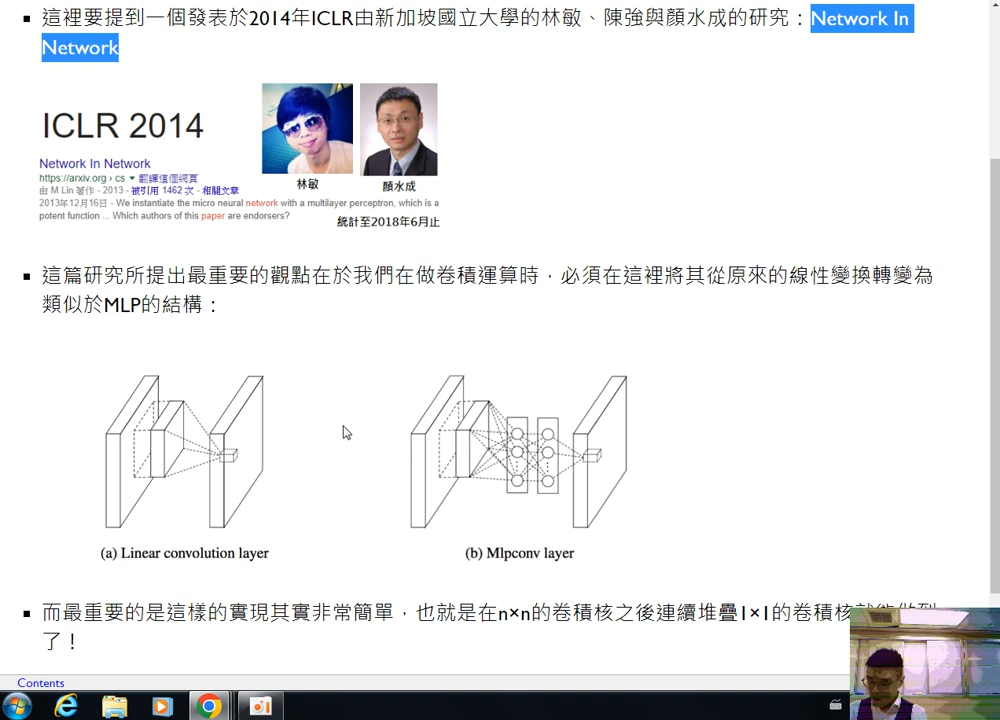 這裡要提到一個發表於2014年ICLR由新加坡國立大學的林敏、陳強與顏水成的研究：Network In
Network
ICLR 2014
Network In Network
https://arxiv.org › cs ▼ 翻譯這個網頁
由 M Lin 著作 - 2013 - 被引用 1462 次 - 相關文章
2013年12月16日 - We instantiate the micro neural network with a multilayer perceptron, which is a
potent function ... Which authors of this paper are endorsers?
林敏
顏水成
統計至2018年6月止
這篇研究所提出最重要的觀點在於我們在做卷積運算時，必須在這裡將其從原來的線性變換轉變為
類似於MLP的結構：
(a) Linear convolution layer
(b) Mlpconv layer
而最重要的是這樣的實現其實非常簡單，也就是在n×n的卷積核之後連續堆疊1×1的卷積核
了！
Contents